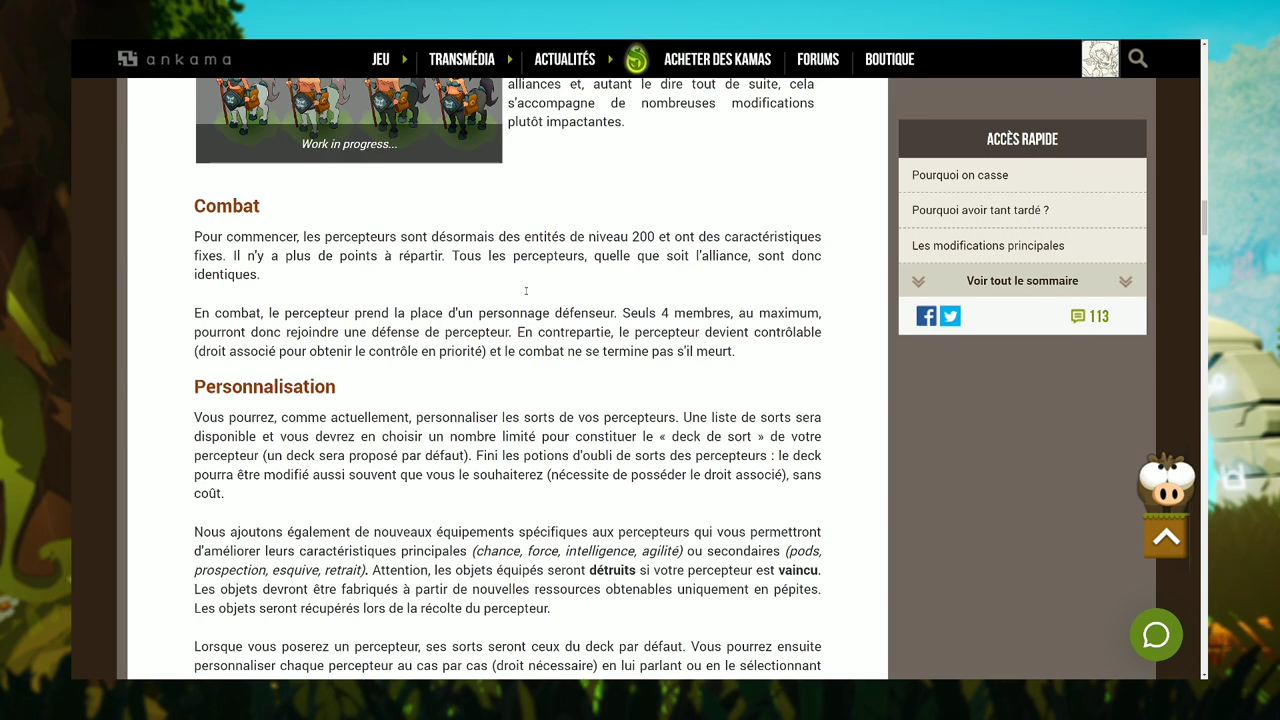 ankama
JEU
TRANSMÉDIA
ACTUALITÉS
ACHETER DES KAMAS
FORUMS
BOUTIQUE
Work in progress...
alliances et, autant le dire tout de suite, cela
s'accompagne de nombreuses modifications
plutôt impactantes.
Combat
Pour commencer, les percepteurs sont désormais des entités de niveau 200 et ont des caractéristiques
fixes. Il n'y a plus de points à répartir. Tous les percepteurs, quelle que soit l'alliance, sont donc
identiques.
En combat, le percepteur prend la place d'un personnage défenseur. Seuls 4 membres, au maximum,
pourront donc rejoindre une défense de percepteur. En contrepartie, le percepteur devient contrôlable
(droit associé pour obtenir le contrôle en priorité) et le combat ne se termine pas s'il meurt.
Personnalisation
Vous pourrez, comme actuellement, personnaliser les sorts de vos percepteurs. Une liste de sorts sera
disponible et vous devrez en choisir un nombre limité pour constituer le « deck de sort » de votre
percepteur (un deck sera proposé par défaut). Fini les potions d'oubli de sorts des percepteurs : le deck
pourra être modifié aussi souvent que vous le souhaiterez (nécessite de posséder le droit associé), sans
coût.
Nous ajoutons également de nouveaux équipements spécifiques aux percepteurs qui vous permettront
d'améliorer leurs caractéristiques principales (chance, force, intelligence, agilité) ou secondaires (pods,
prospection, esquive, retrait). Attention, les objets équipés seront détruits si votre percepteur est vaincu.
Les objets devront être fabriqués à partir de nouvelles ressources obtenables uniquement en pépites.
Les objets seront récupérés lors de la récolte du percepteur.
Lorsque vous poserez un percepteur, ses sorts seront ceux du deck par défaut. Vous pourrez ensuite
personnaliser chaque percepteur au cas par cas (droit nécessaire) en lui parlant ou en le sélectionnant
ACCÈS RAPIDE
Pourquoi on casse
Pourquoi avoir tant tardé ?
Les modifications principales
Voir tout le sommaire
113